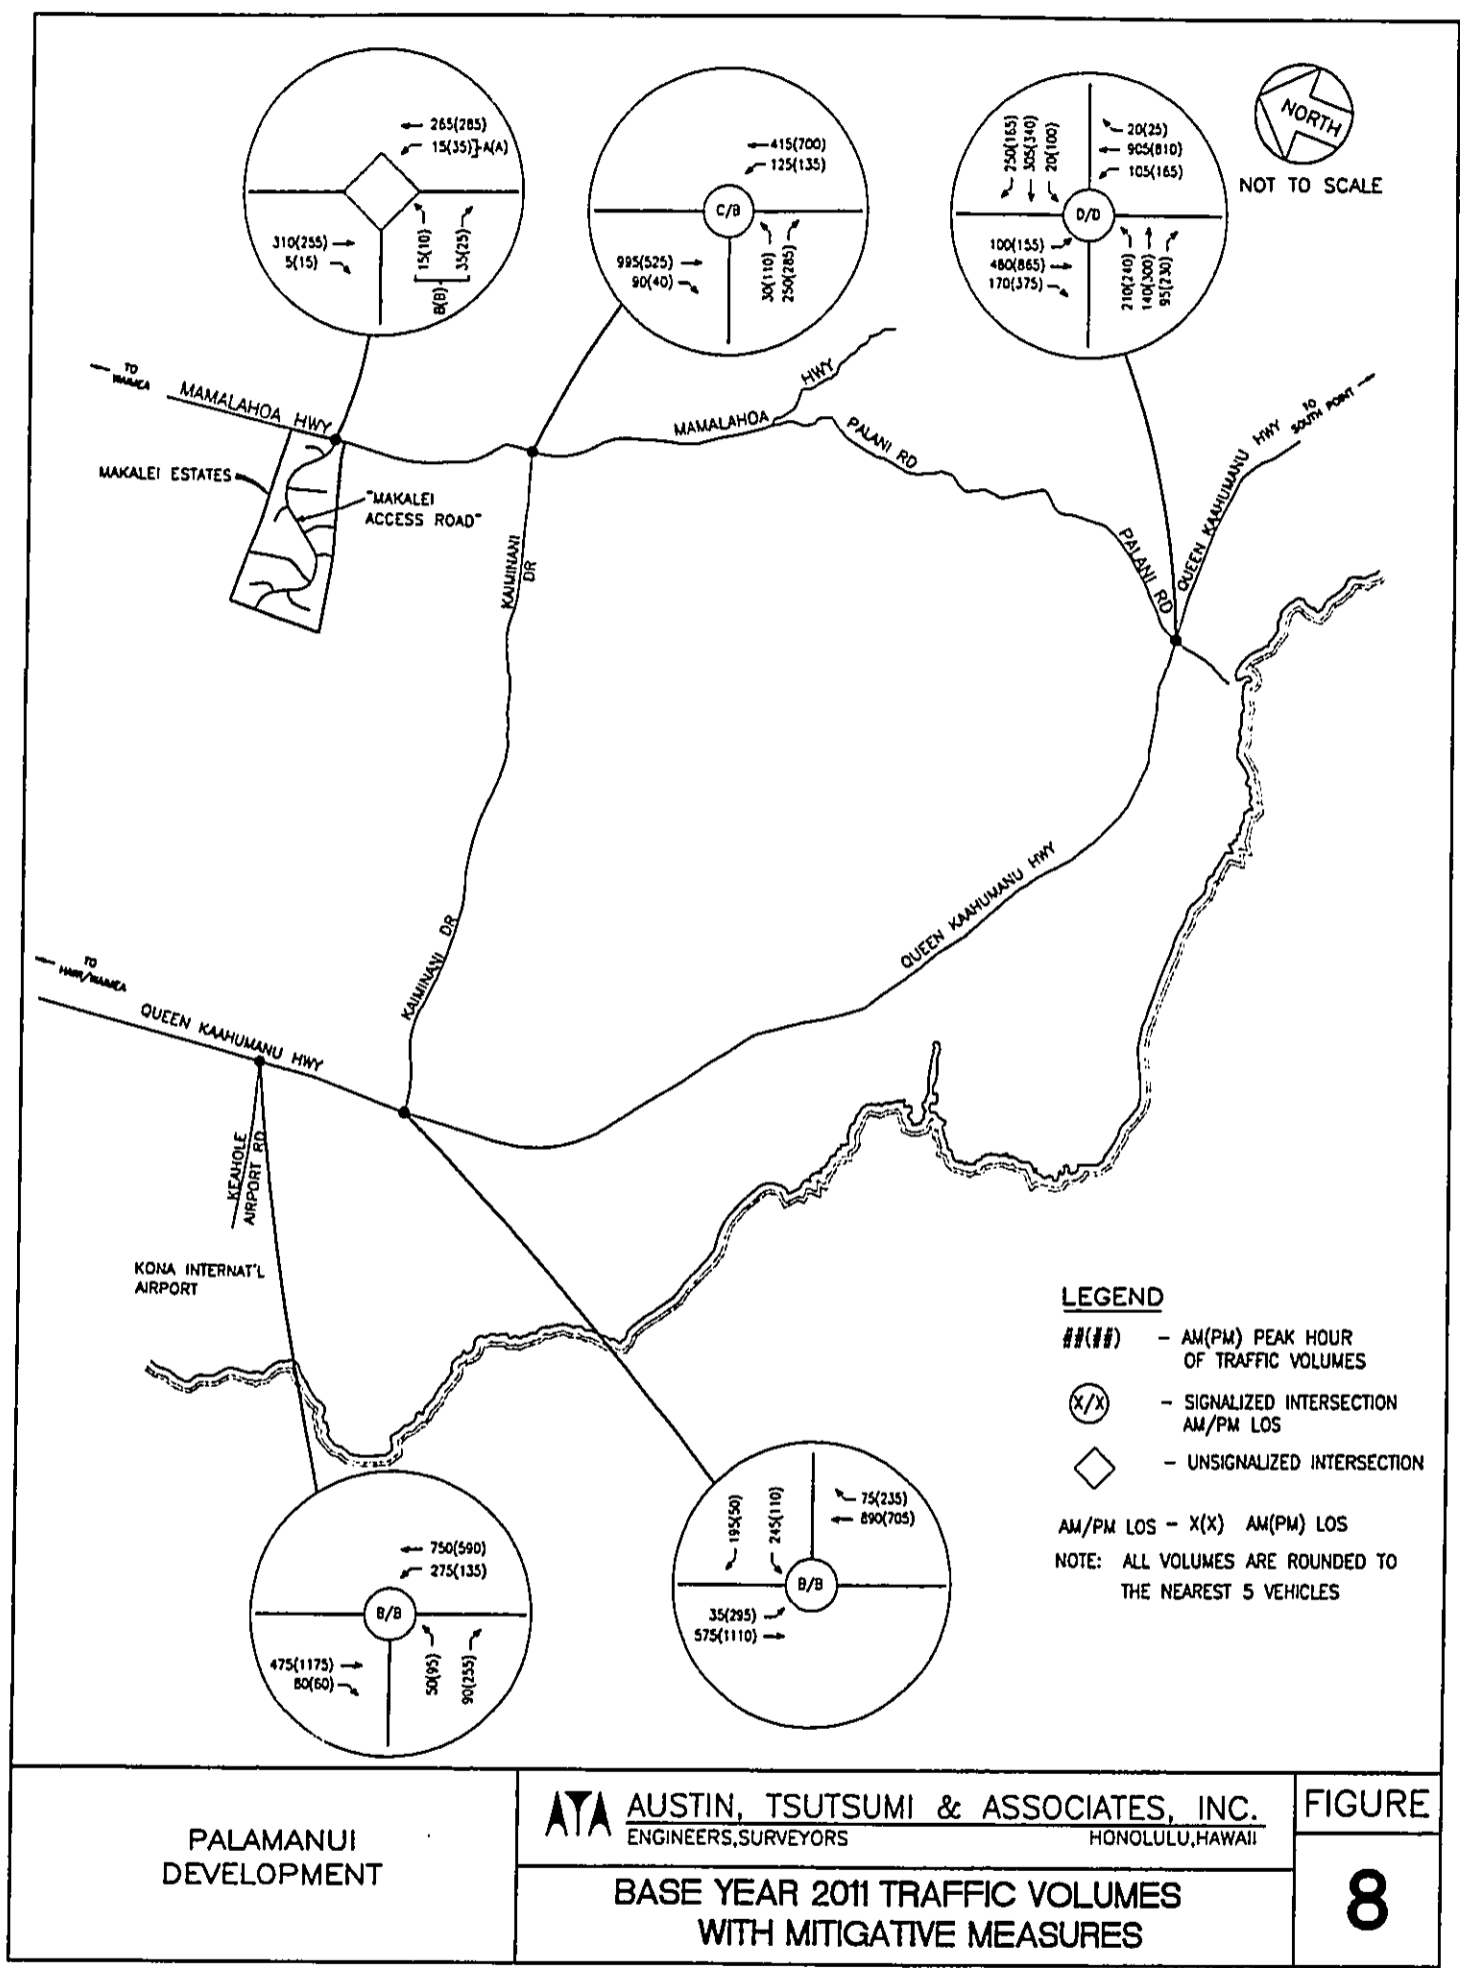 265(285)
15(35)]A(A)
310(255)
5(15)
15(10)
35(25)
B(B)
415(700)
125(135)
C/B
995(525)
90(40)
30(110)
250(285)
250(165)
305(340)
20(100)
20(25)
905(810)
105(165)
D/D
100(155)
480(865)
170(375)
210(240)
140(300)
95(230)
NORTH
NOT TO SCALE
TO
WAIMEA
MAMALAHOA HWY
MAKALEI ESTATES
"MAKALEI
ACCESS ROAD"
KAIMINANI
DR
MAMALAHOA
HWY
PALANI RD
PALANI RD
QUEEN KAAHUMANU HWY
TO
SOUTH POINT
QUEEN KAAHUMANU HWY
KAIMINANI DR
TO
QUEEN KAAHUMANU HWY
KEAHOLE
AIRPORT RD
KONA INTERNAT'L
AIRPORT
750(590)
275(135)
B/B
475(1175)
80(60)
50(95)
90(255)
195(50)
245(110)
75(235)
890(705)
B/B
35(295)
575(1110)
LEGEND
##(##) - AM(PM) PEAK HOUR
OF TRAFFIC VOLUMES
X/X - SIGNALIZED INTERSECTION
AM/PM LOS
- UNSIGNALIZED INTERSECTION
AM/PM LOS - X(X) AM(PM) LOS
NOTE: ALL VOLUMES ARE ROUNDED TO
THE NEAREST 5 VEHICLES
PALAMANUI
DEVELOPMENT
ATA AUSTIN, TSUTSUMI & ASSOCIATES, INC.
ENGINEERS,SURVEYORS HONOLULU,HAWAII
BASE YEAR 2011 TRAFFIC VOLUMES
WITH MITIGATIVE MEASURES
FIGURE
8